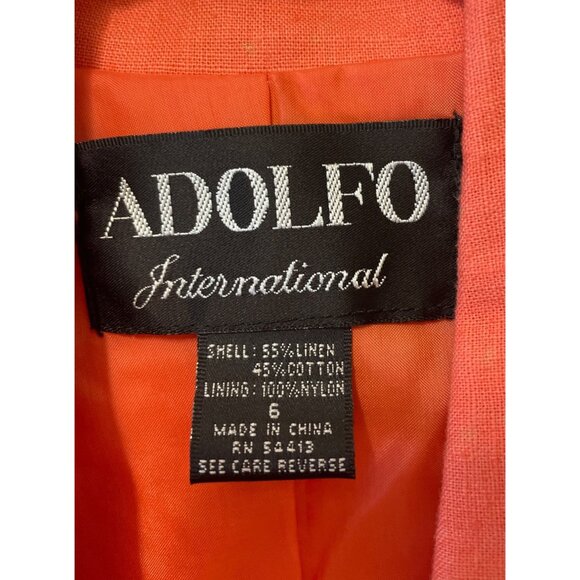 ADOLFO
International
SHELL: 55%LINEN
45%COTTON
LINING: 100%NYLON
6
MADE IN CHINA
RN 54413
SEE CARE REVERSE